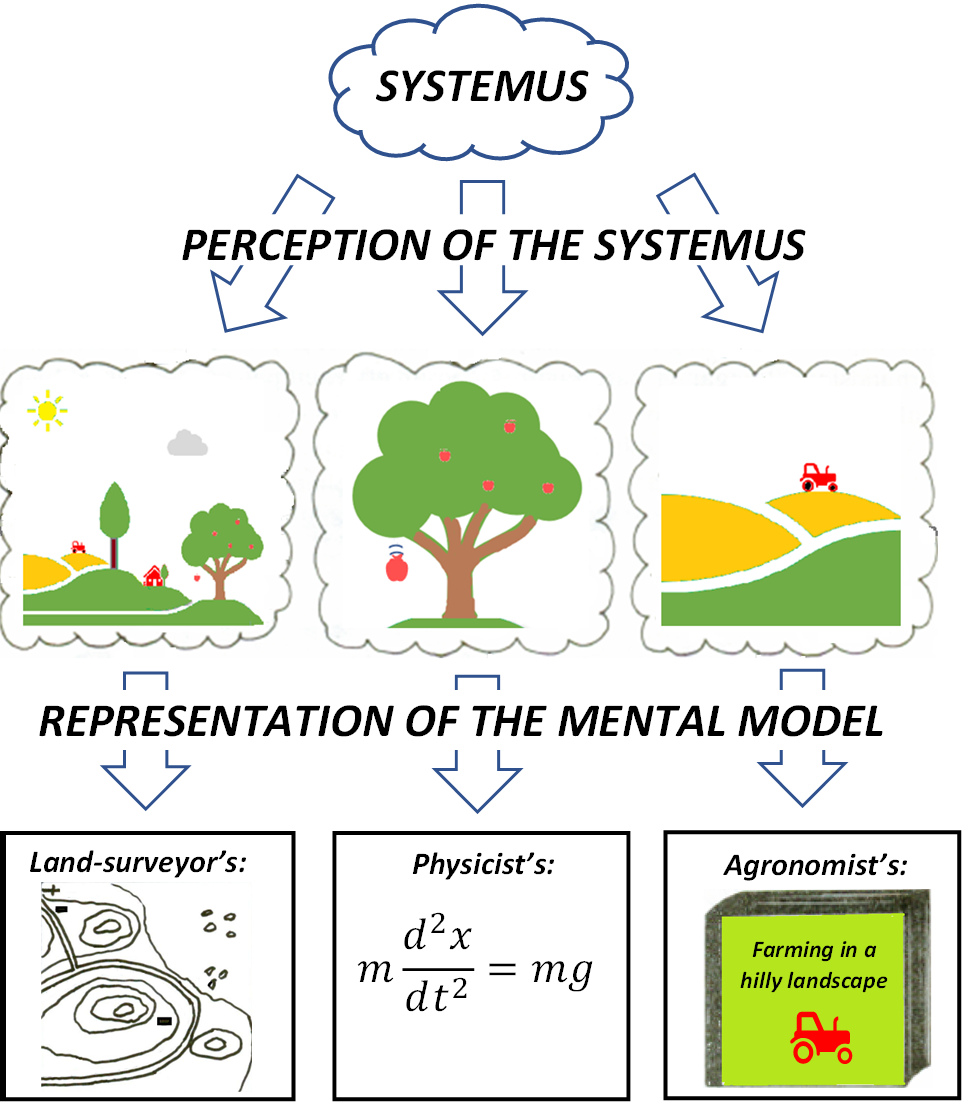 SYSTEMUS
PERCEPTION OF THE SYSTEMUS
REPRESENTATION OF THE MENTAL MODEL
Land-surveyor's:
Physicist's:
m d²x/dt² = mg
Agronomist's:
Farming in a
hilly landscape